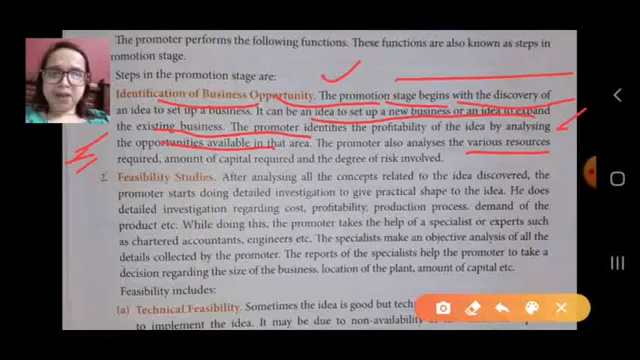 The promoter performs the following functions. These functions are also known as steps in
romotion stage.
Steps in the promotion stage are:
Identification of Business Opportunity. The promotion stage begins with the discovery of
an idea to set up a business. It can be an idea to set up a new business or an idea to expand
the existing business. The promoter identifies the profitability of the idea by analysing
the opportunities available in that area. The promoter also analyses the various resources
required, amount of capital required and the degree of risk involved.
2. Feasibility Studies. After analysing all the concepts related to the idea discovered, the
promoter starts doing detailed investigation to give practical shape to the idea. He does
detailed investigation regarding cost, profitability, production process, demand of the
product etc. While doing this, the promoter takes the help of a specialist or experts such
as chartered accountants, engineers etc. The specialists make an objective analysis of all the
details collected by the promoter. The reports of the specialists help the promoter to take a
decision regarding the size of the business, location of the plant, amount of capital etc.
Feasibility includes:
(a) Technical Feasibility. Sometimes the idea is good but tech
to implement the idea. It may be due to non-availability